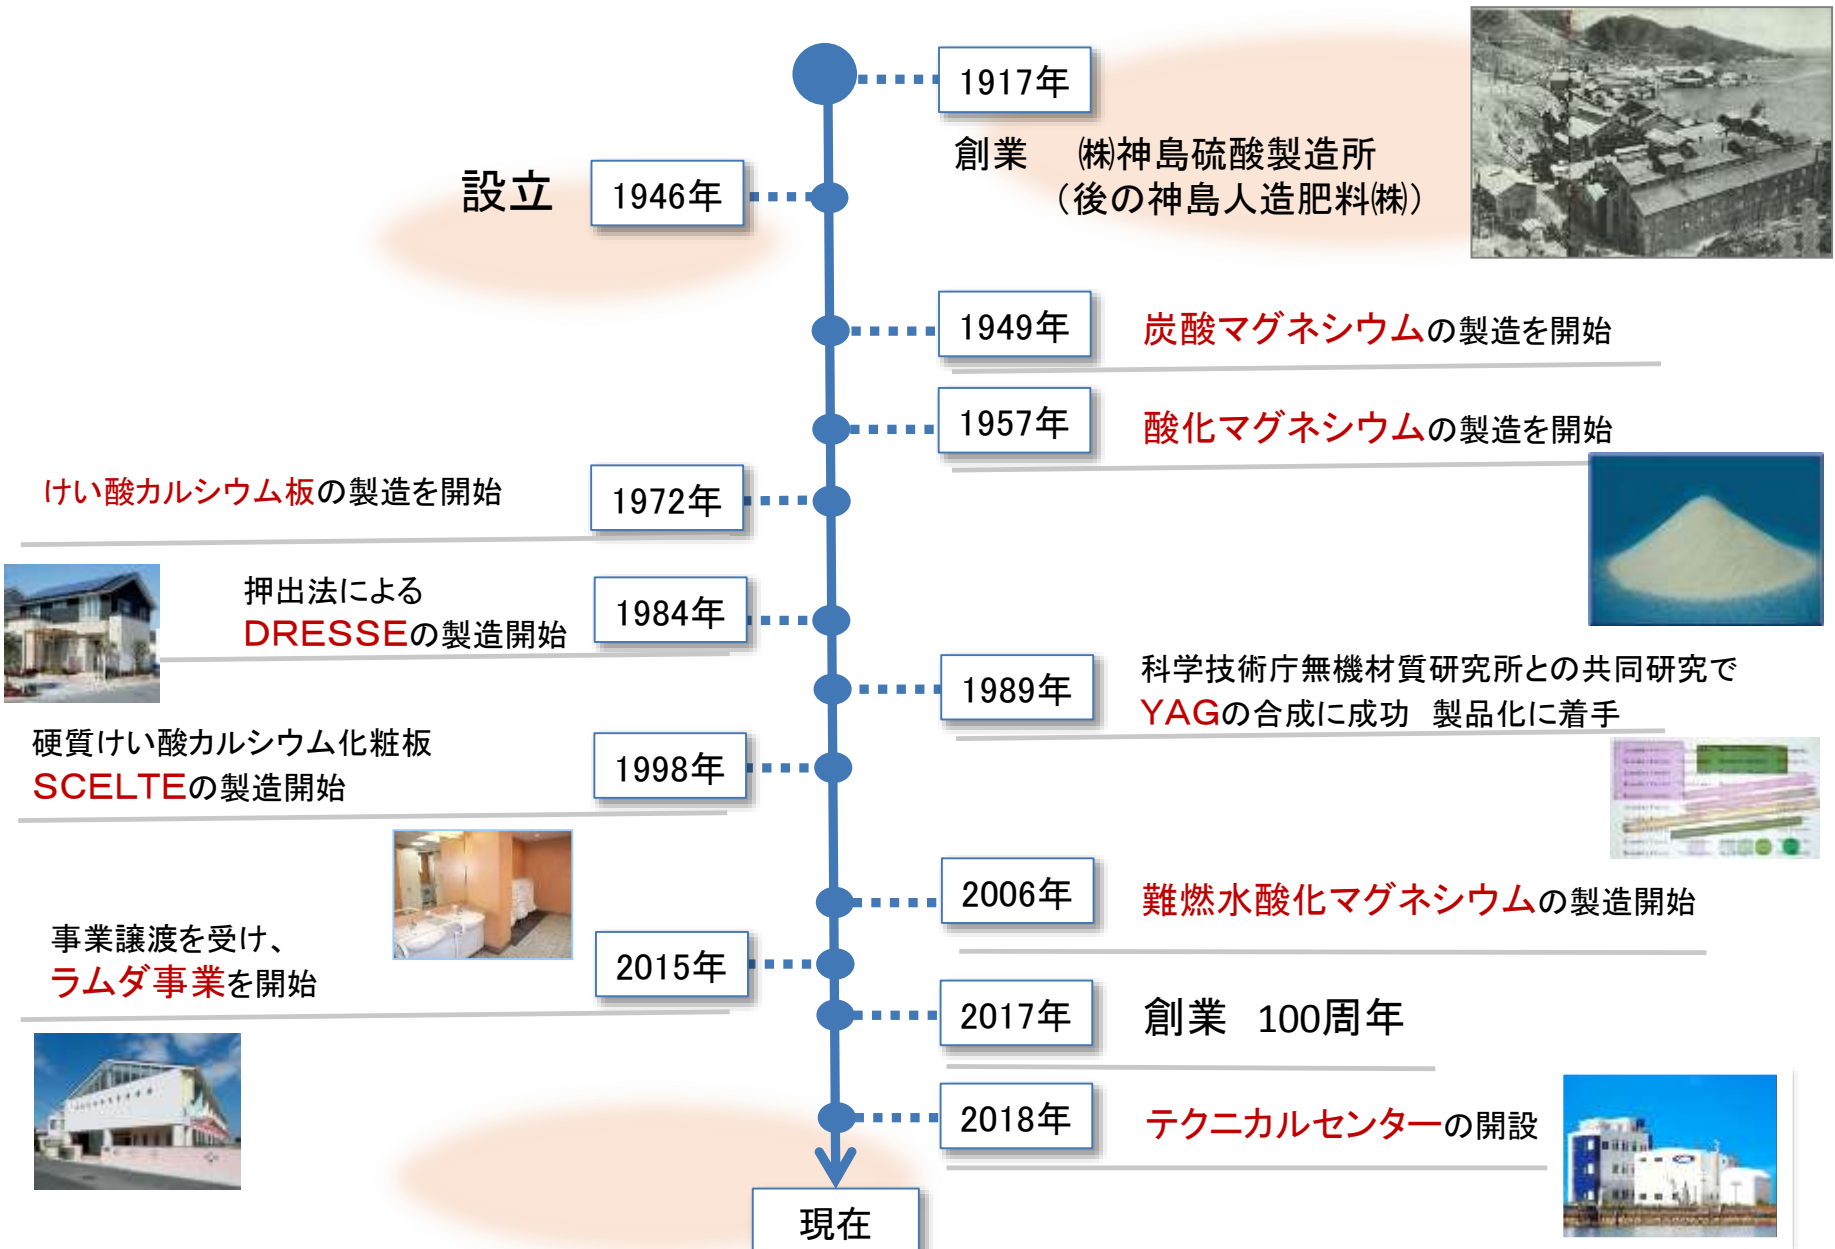 1917年
創業　㈱神島硫酸製造所
（後の神島人造肥料㈱）
設立
1946年
1949年
炭酸マグネシウムの製造を開始
1957年
酸化マグネシウムの製造を開始
けい酸カルシウム板の製造を開始
1972年
押出法による
DRESSEの製造開始
1984年
1989年
科学技術庁無機材質研究所との共同研究で
YAGの合成に成功　製品化に着手
硬質けい酸カルシウム化粧板
SCELTEの製造開始
1998年
2006年
難燃水酸化マグネシウムの製造開始
事業譲渡を受け、
ラムダ事業を開始
2015年
2017年
創業　100周年
2018年
テクニカルセンターの開設
現在